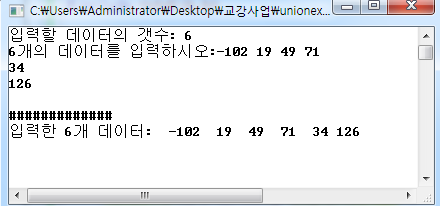 C:₩Users₩Administrator₩Desktop₩교강사업₩unionex...
입력할 데이터의 갯수: 6
6개의 데이터를 입력하시오:-102 19 49 71
34
126
#############
입력한 6개 데이터: -102 19 49 71 34 126